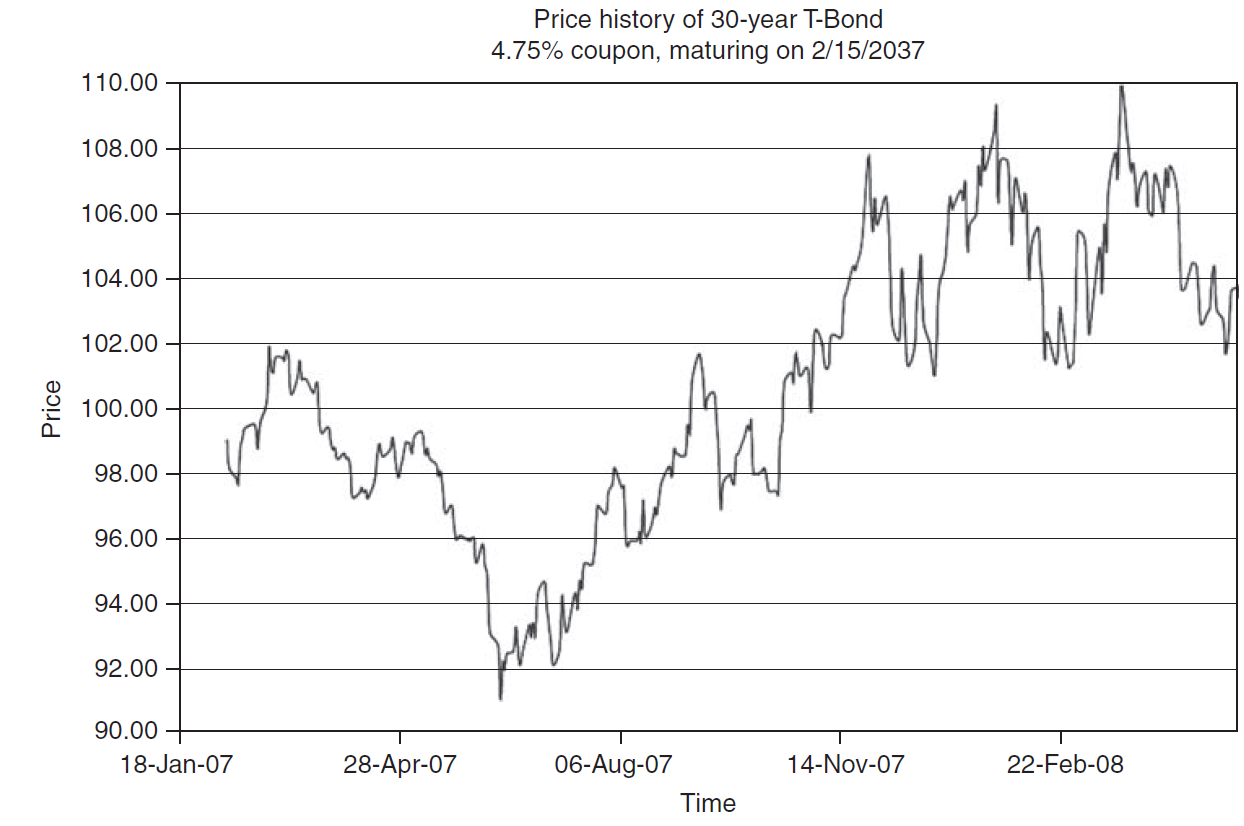 Price history of 30-year T-Bond
4.75% coupon, maturing on 2/15/2037
110.00
108.00
106.00
104.00
102.00
100.00
98.00
96.00
94.00
92.00
90.00
Price
18-Jan-07
28-Apr-07
06-Aug-07
14-Nov-07
22-Feb-08
Time